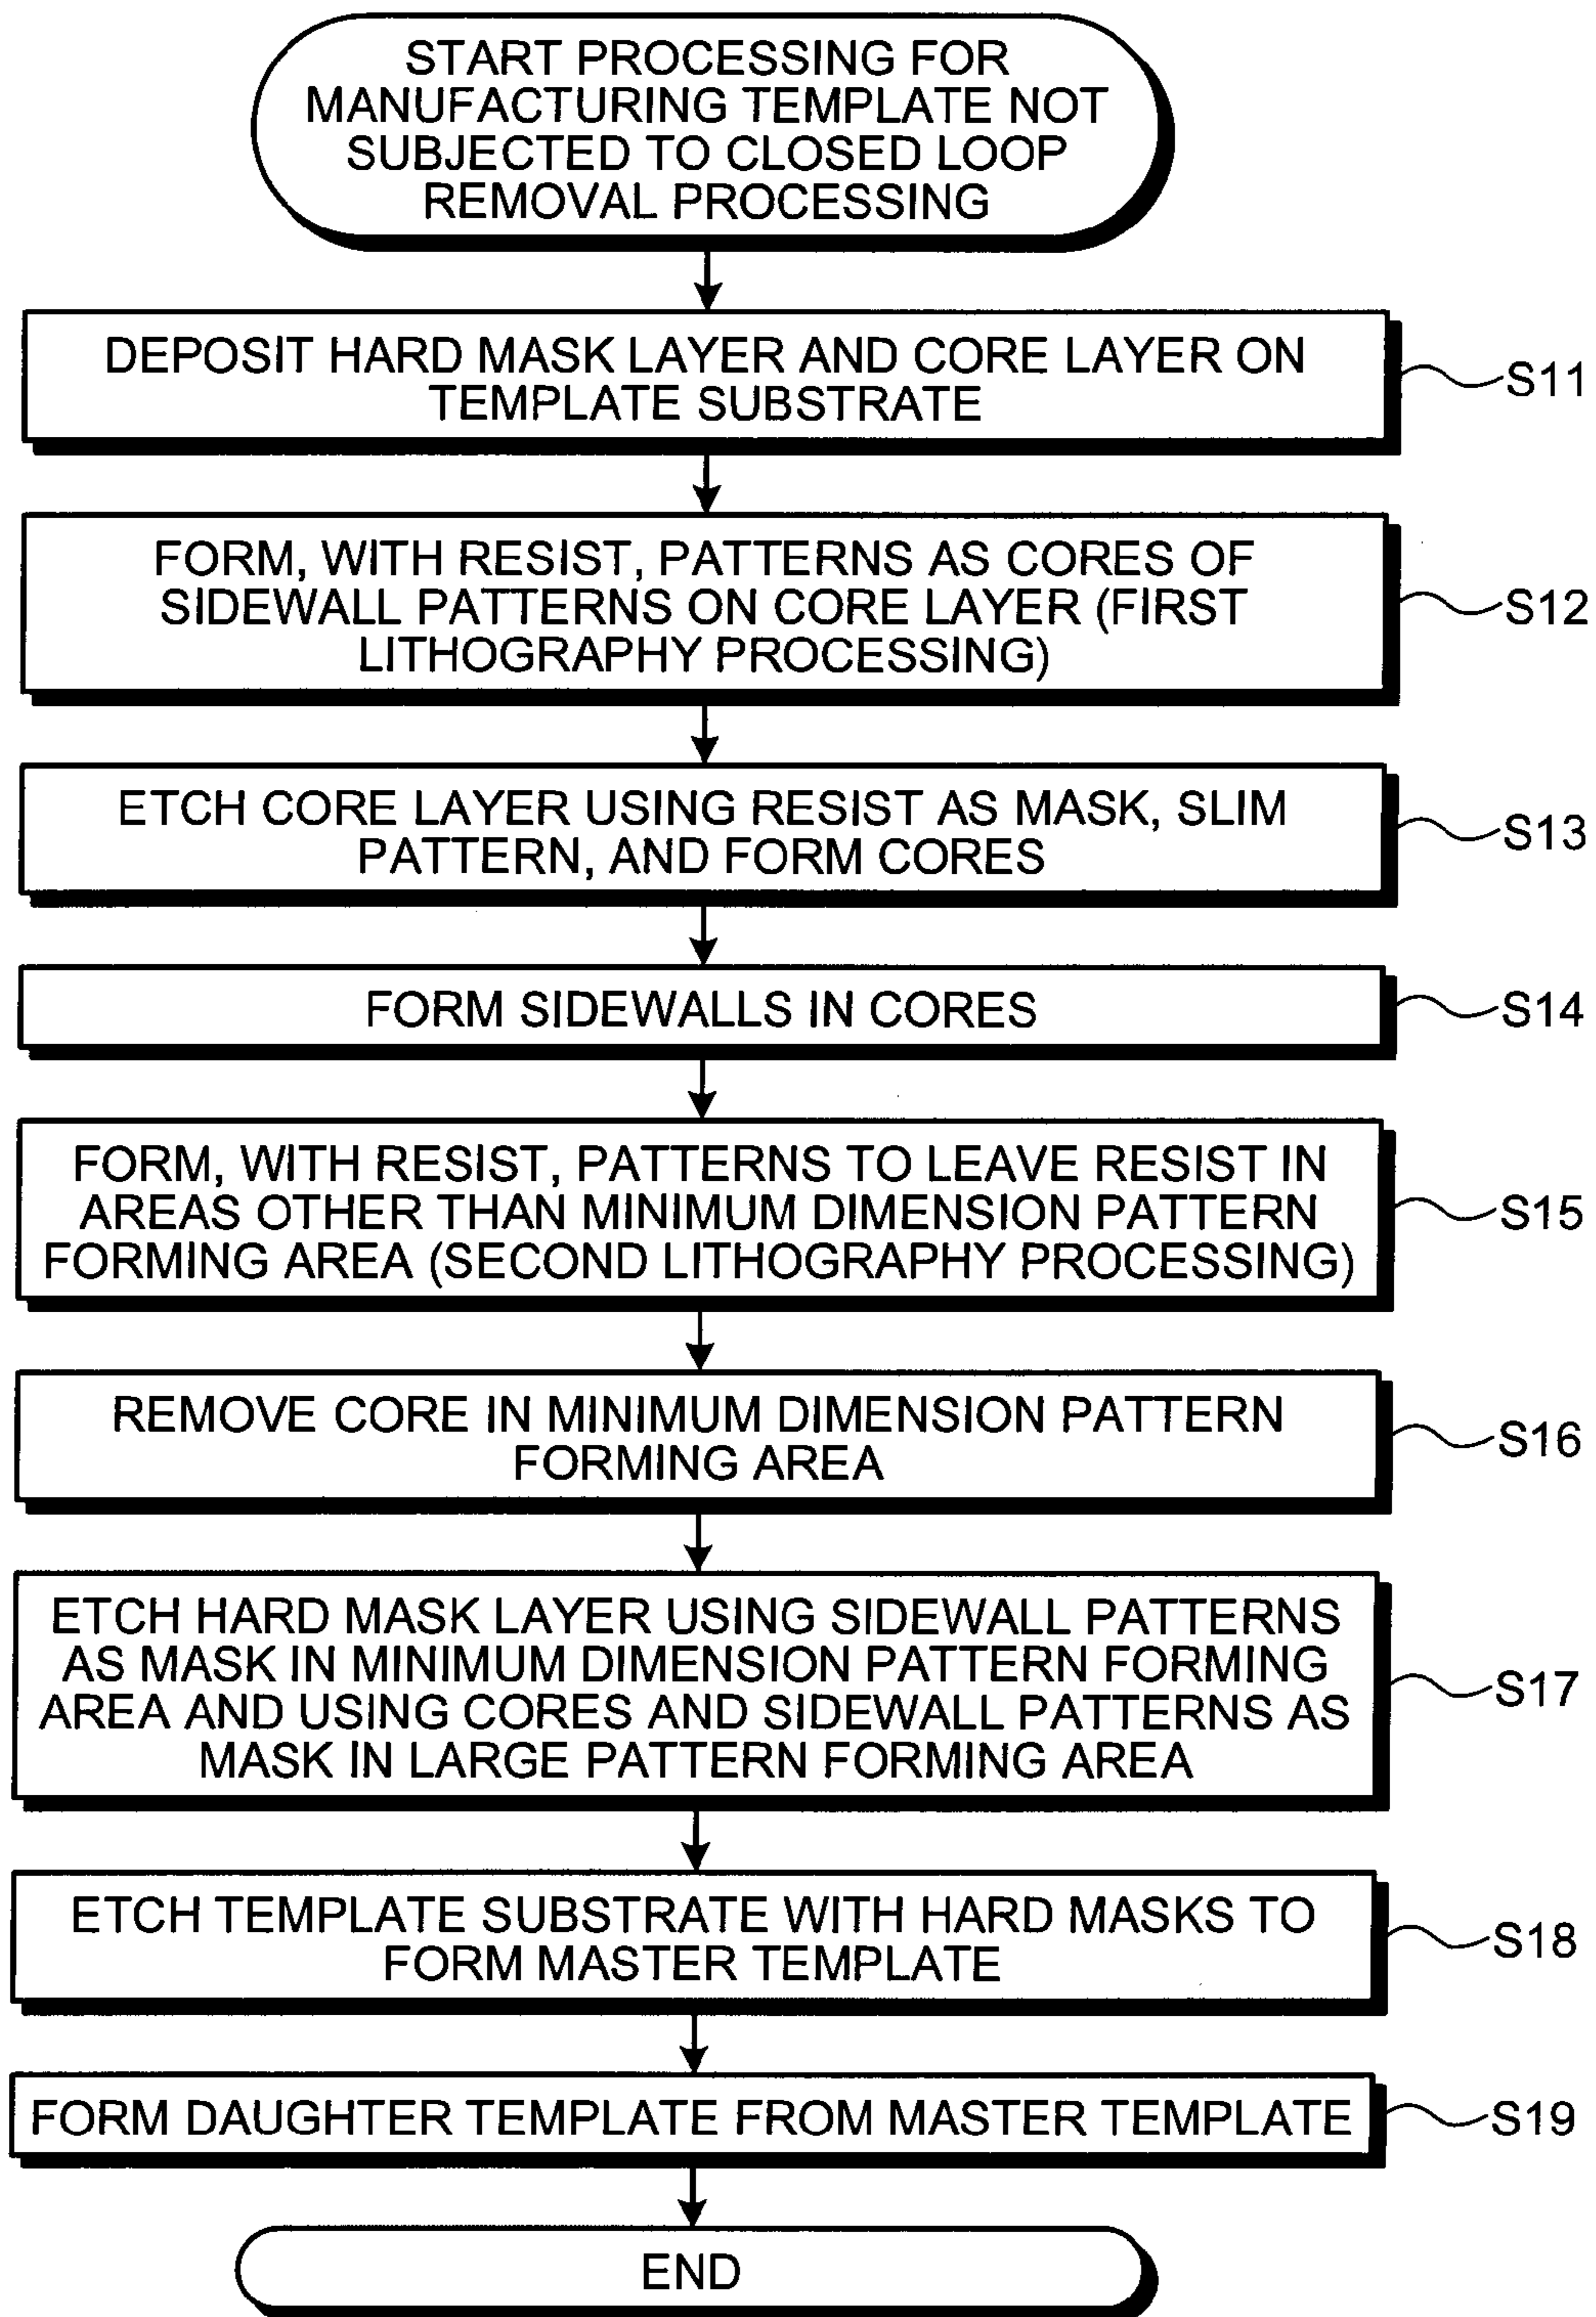 START PROCESSING FOR
MANUFACTURING TEMPLATE NOT
SUBJECTED TO CLOSED LOOP
REMOVAL PROCESSING
DEPOSIT HARD MASK LAYER AND CORE LAYER ON
TEMPLATE SUBSTRATE
S11
FORM, WITH RESIST, PATTERNS AS CORES OF
SIDEWALL PATTERNS ON CORE LAYER (FIRST
LITHOGRAPHY PROCESSING)
S12
ETCH CORE LAYER USING RESIST AS MASK, SLIM
PATTERN, AND FORM CORES
S13
FORM SIDEWALLS IN CORES
S14
FORM, WITH RESIST, PATTERNS TO LEAVE RESIST IN
AREAS OTHER THAN MINIMUM DIMENSION PATTERN
FORMING AREA (SECOND LITHOGRAPHY PROCESSING)
S15
REMOVE CORE IN MINIMUM DIMENSION PATTERN
FORMING AREA
S16
ETCH HARD MASK LAYER USING SIDEWALL PATTERNS
AS MASK IN MINIMUM DIMENSION PATTERN FORMING
AREA AND USING CORES AND SIDEWALL PATTERNS AS
MASK IN LARGE PATTERN FORMING AREA
S17
ETCH TEMPLATE SUBSTRATE WITH HARD MASKS TO
FORM MASTER TEMPLATE
S18
FORM DAUGHTER TEMPLATE FROM MASTER TEMPLATE
S19
END